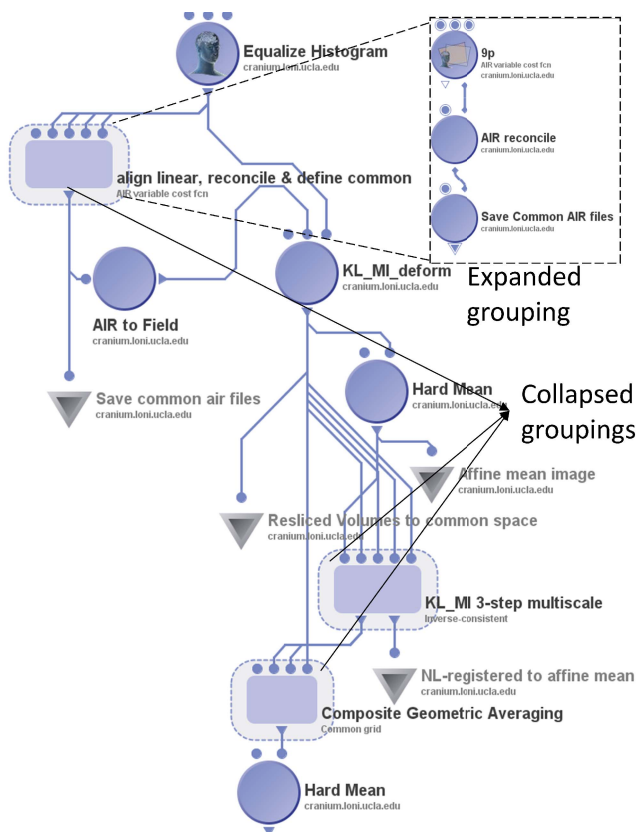 Equalize Histogram
cranium.loni.ucla.edu
9p
AIR variable cost fcn
cranium.loni.ucla.edu
AIR reconcile
cranium.loni.ucla.edu
Save Common AIR files
cranium.loni.ucla.edu
align linear, reconcile & define common
AIR variable cost fcn
Expanded
grouping
KL_MI_deform
cranium.loni.ucla.edu
AIR to Field
cranium.loni.ucla.edu
Save common air files
cranium.loni.ucla.edu
Hard Mean
cranium.loni.ucla.edu
Collapsed
groupings
Affine mean image
cranium.loni.ucla.edu
Resliced Volumes to common space
cranium.loni.ucla.edu
KL_MI 3-step multiscale
Inverse-consistent
NL-registered to affine mean
cranium.loni.ucla.edu
Composite Geometric Averaging
Common grid
Hard Mean
cranium.loni.ucla.edu